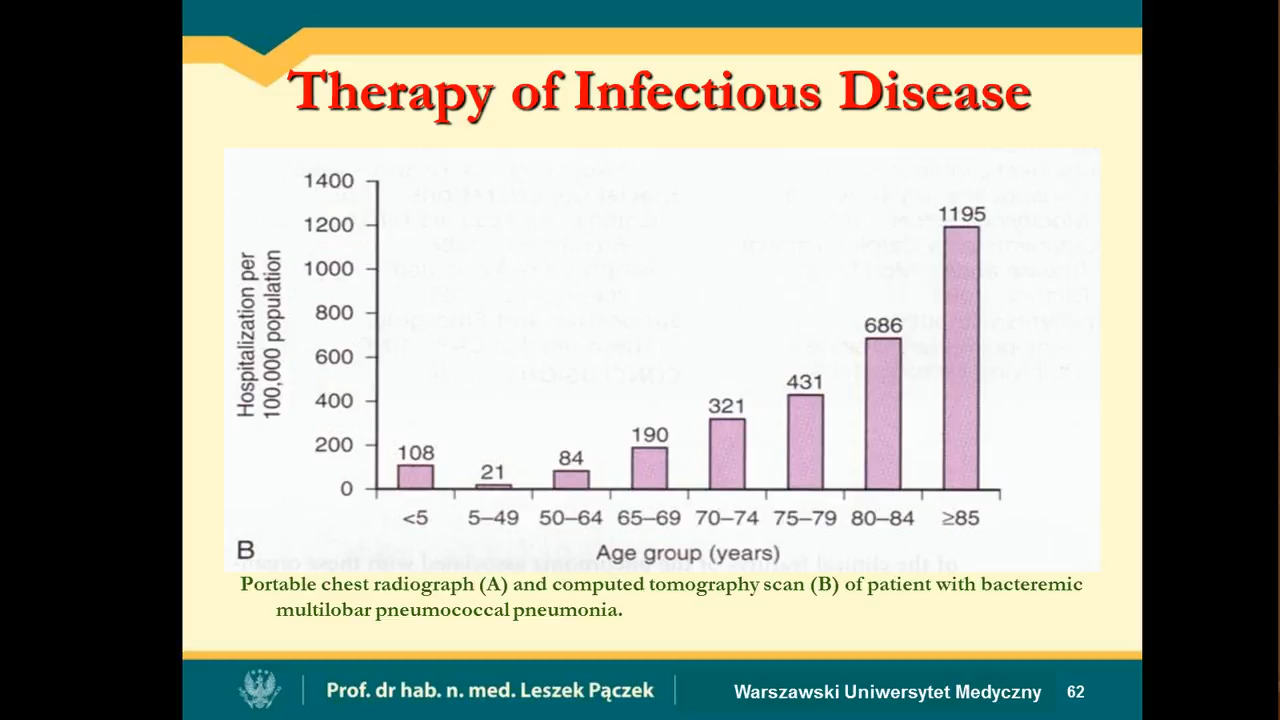 Therapy of Infectious Disease
1400
1200
1000
800
600
400
200
0
Hospitalization per
100,000 population
108
21
84
190
321
431
686
1195
<5
5–49
50–64
65–69
70–74
75–79
80–84
≥85
B
Age group (years)
Portable chest radiograph (A) and computed tomography scan (B) of patient with bacteremic
multilobar pneumococcal pneumonia.
Prof. dr hab. n. med. Leszek Pączek
Warszawski Uniwersytet Medyczny
62